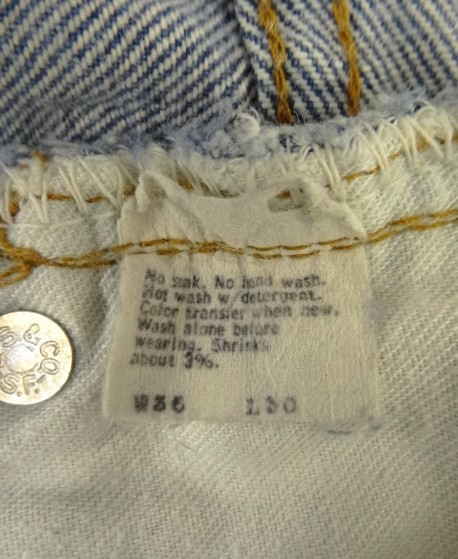 No soak. No hand wash.
Hot wash w/detergent.
Color transfer when new.
Wash alone before
wearing. Shrinks
about 3%.
W36 L30
S & CO
S.F.